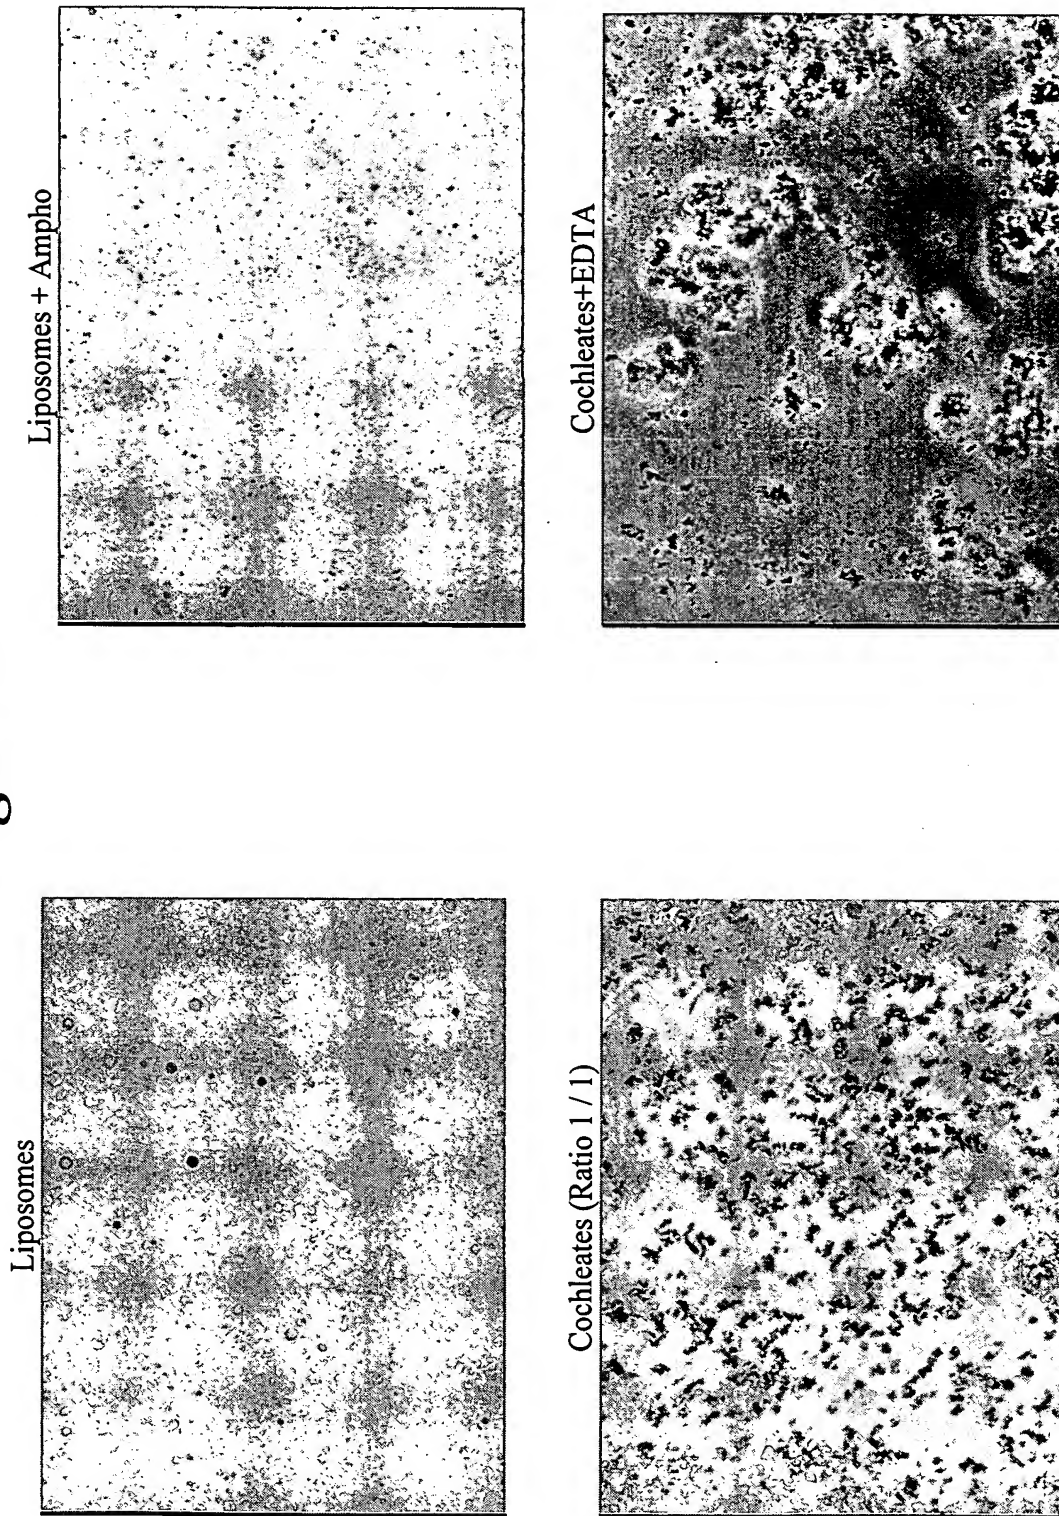 Liposomes
Liposomes + Ampho
Cochleates (Ratio 1 / 1)
Cochleates+EDTA